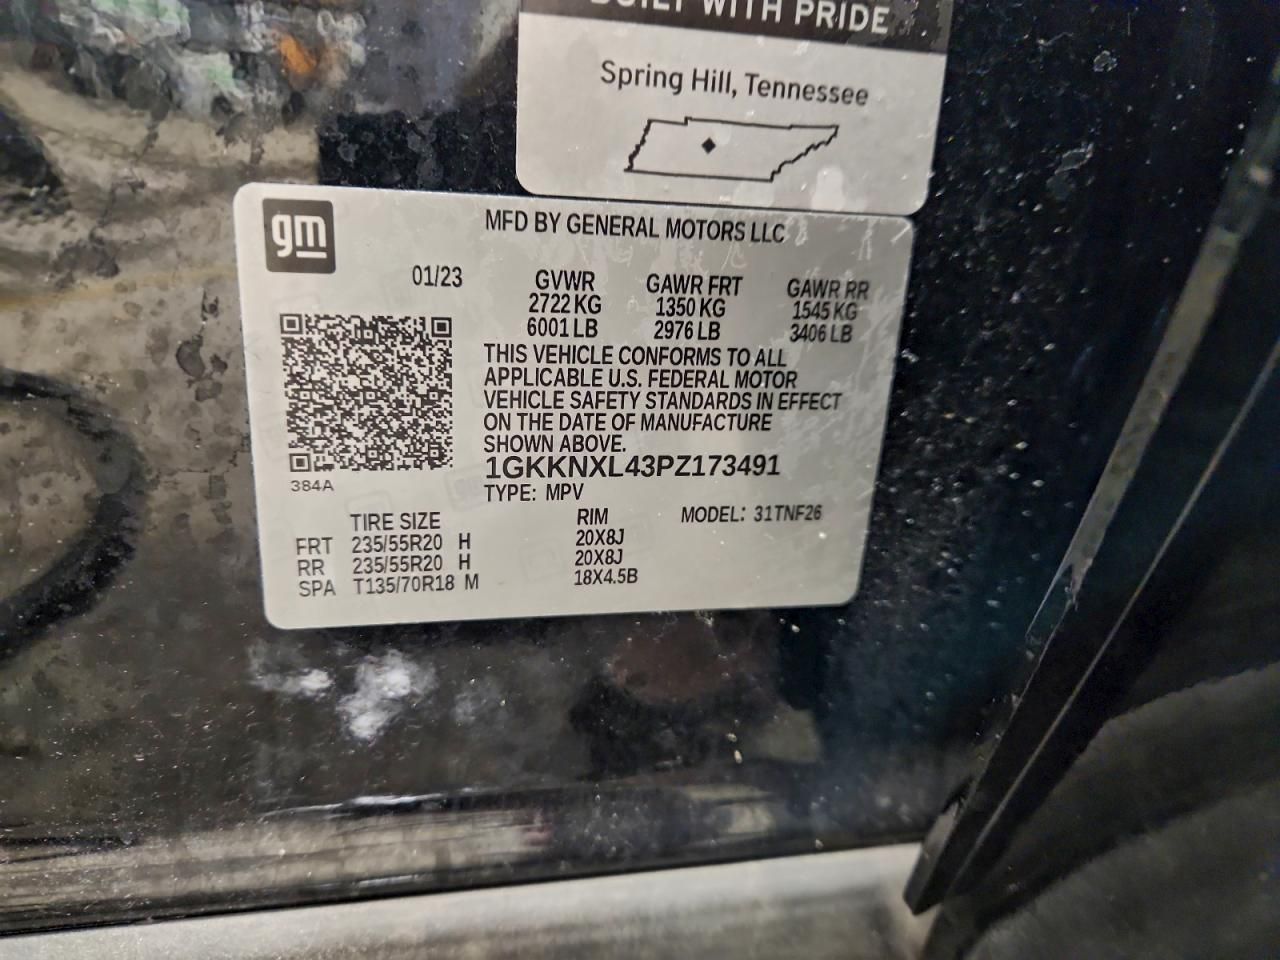 BUILT WITH PRIDE
Spring Hill, Tennessee
gm
MFD BY GENERAL MOTORS LLC
01/23 GVWR GAWR FRT GAWR RR
2722 KG 1350 KG 1545 KG
6001 LB 2976 LB 3406 LB
THIS VEHICLE CONFORMS TO ALL
APPLICABLE U.S. FEDERAL MOTOR
VEHICLE SAFETY STANDARDS IN EFFECT
ON THE DATE OF MANUFACTURE
SHOWN ABOVE.
1GKKNXL43PZ173491
384A
TYPE: MPV
TIRE SIZE RIM MODEL: 31TNF26
FRT 235/55R20 H 20X8J
RR 235/55R20 H 20X8J
SPA T135/70R18 M 18X4.5B